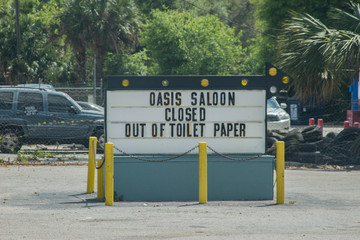 OASIS SALOON
CLOSED
OUT OF TOILET PAPER